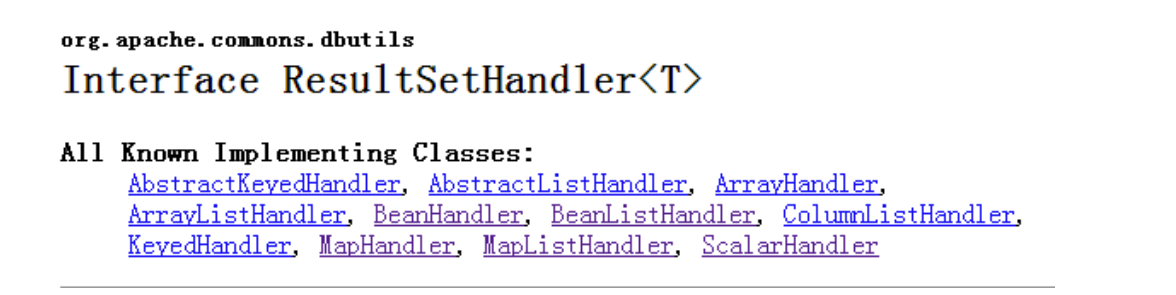 org.apache.commons.dbutils
Interface ResultSetHandler<T>
All Known Implementing Classes:
AbstractKeyedHandler, AbstractListHandler, ArrayHandler,
ArrayListHandler, BeanHandler, BeanListHandler, ColumnListHandler,
KeyedHandler, MapHandler, MapListHandler, ScalarHandler